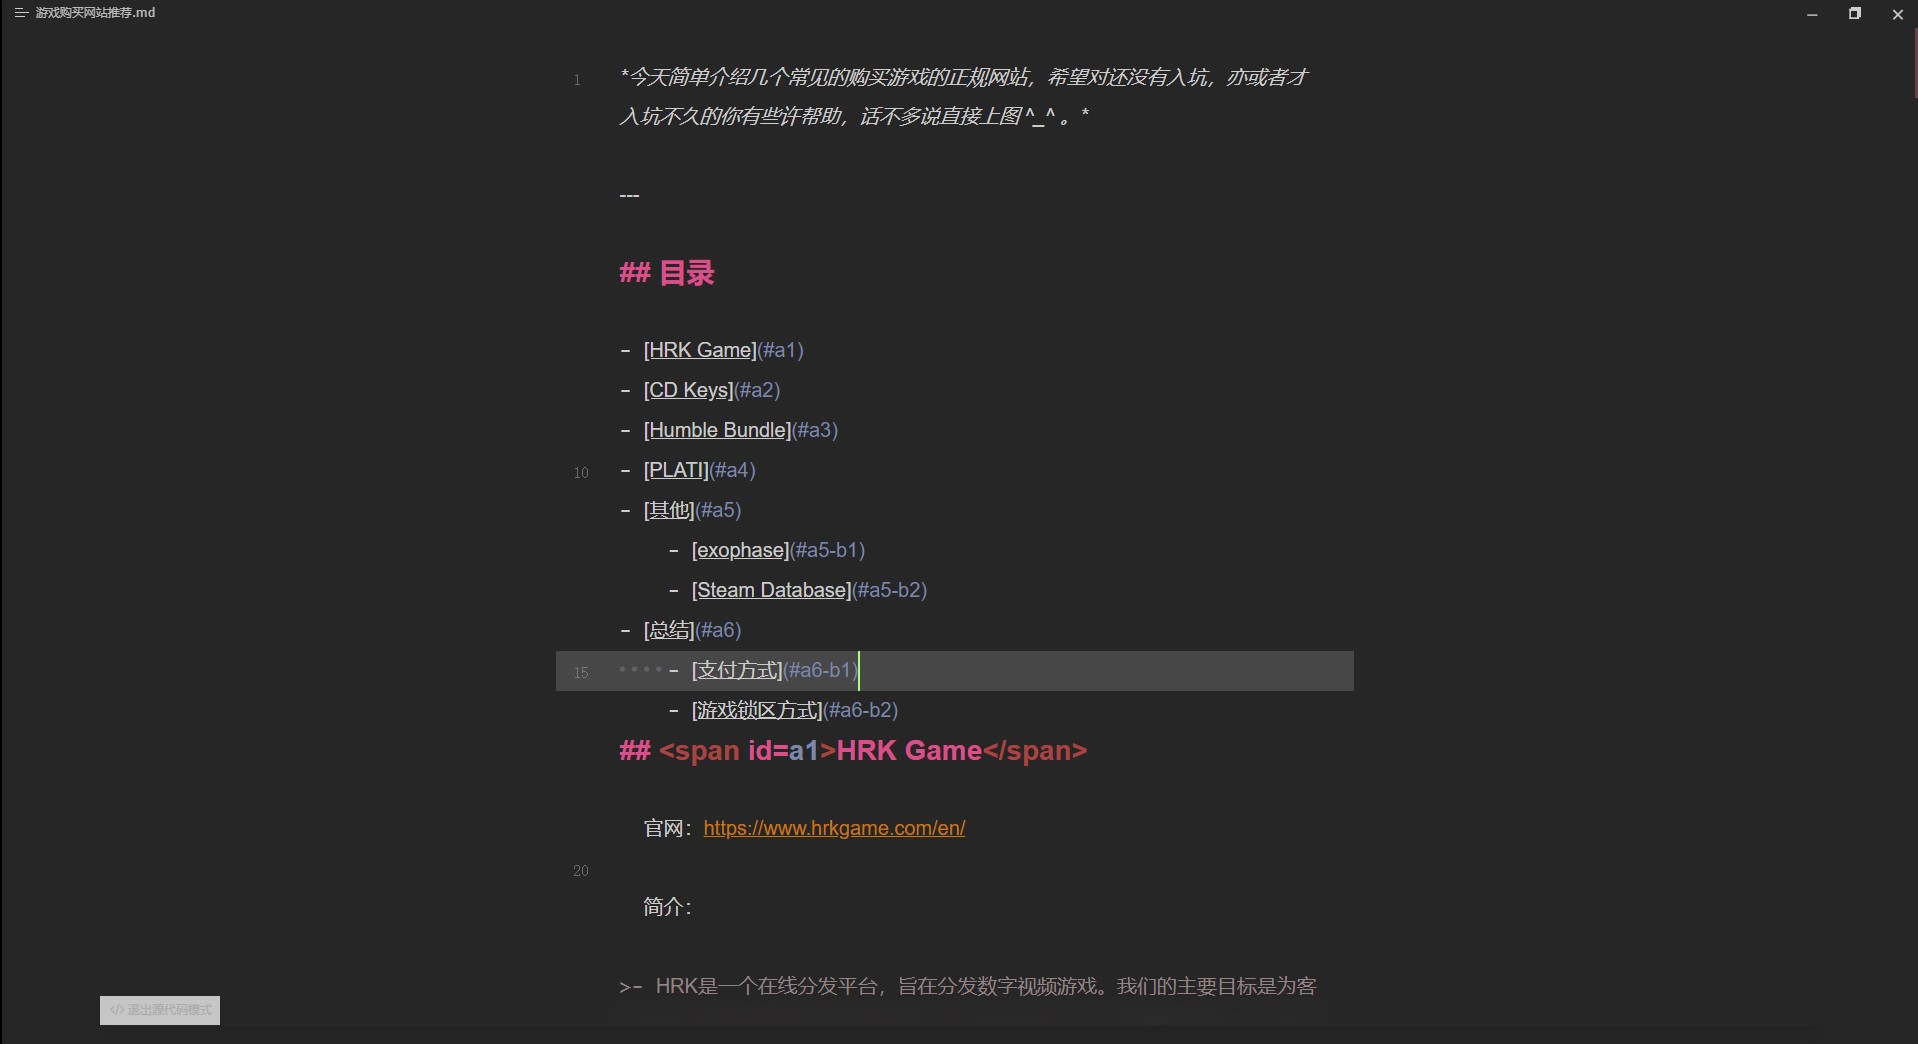 游戏购买网站推荐.md
1 *今天简单介绍几个常见的购买游戏的正规网站，希望对还没有入坑，亦或者才
入坑不久的你有些许帮助，话不多说直接上图 ^_^ 。*
---
## 目录
- [HRK Game](#a1)
- [CD Keys](#a2)
- [Humble Bundle](#a3)
10 - [PLATI](#a4)
- [其他](#a5)
- [exophase](#a5-b1)
- [Steam Database](#a5-b2)
- [总结](#a6)
15 - [支付方式](#a6-b1)
- [游戏锁区方式](#a6-b2)
## <span id=a1>HRK Game</span>
官网：https://www.hrkgame.com/en/
20
简介：
>- HRK是一个在线分发平台，旨在分发数字视频游戏。我们的主要目标是为客
</> 退出源代码模式